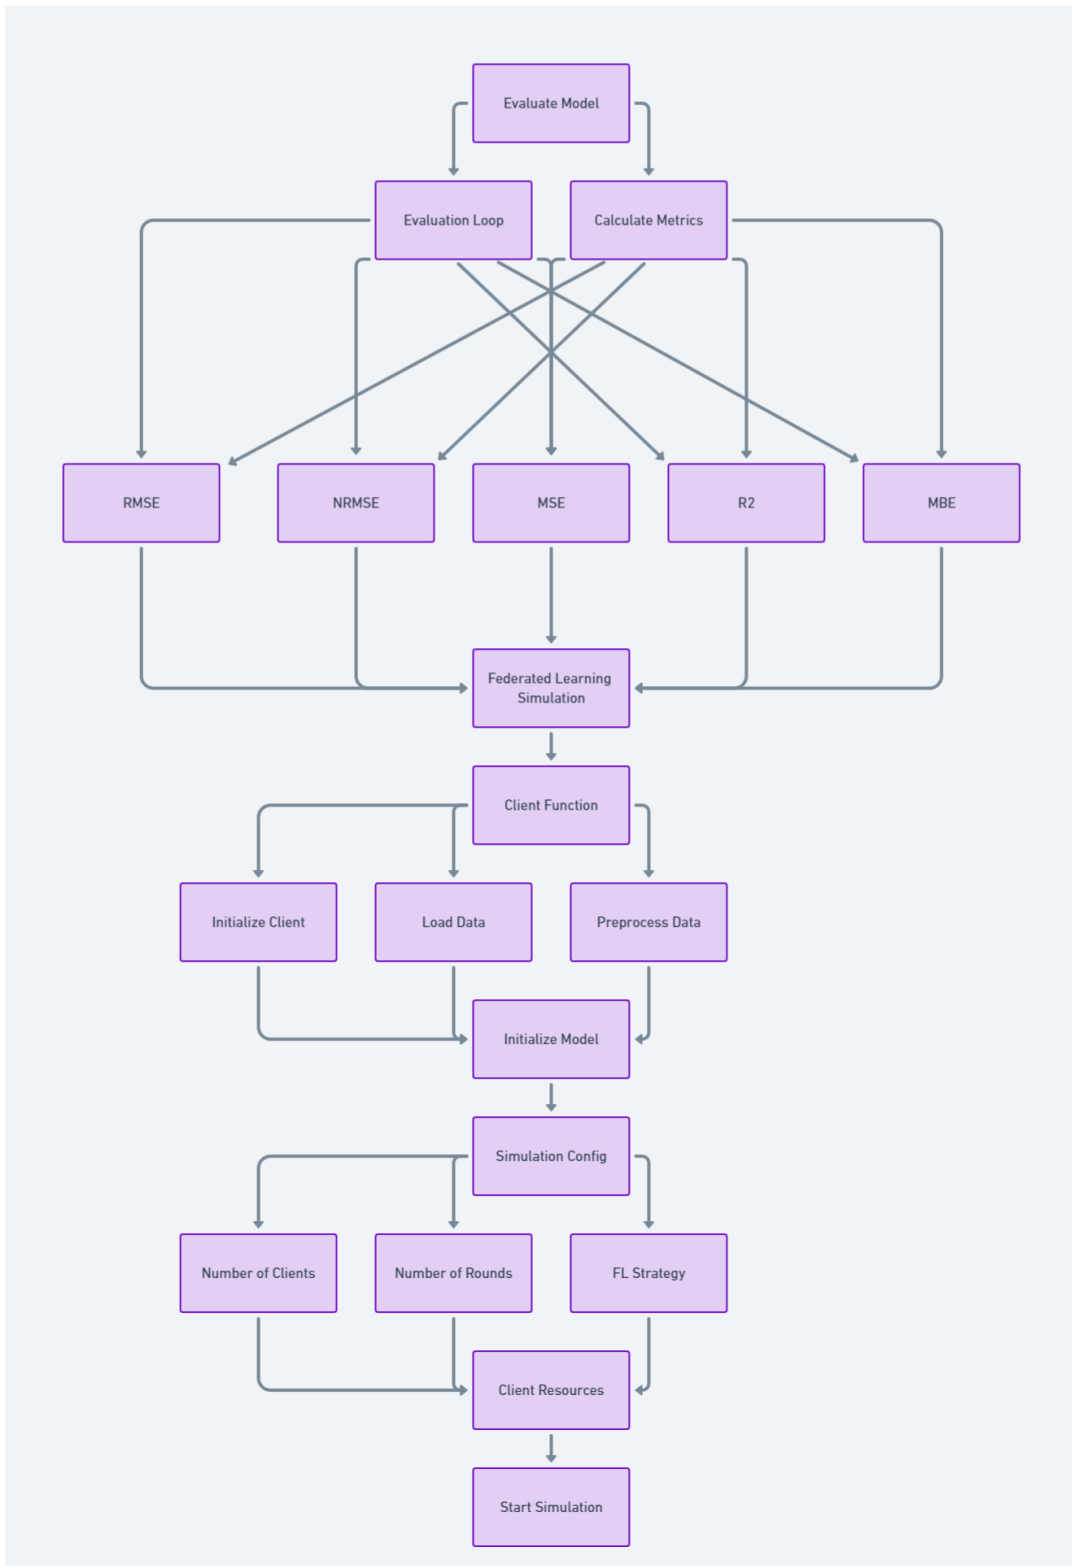 Evaluate Model
Evaluation Loop
Calculate Metrics
RMSE
NRMSE
MSE
R2
MBE
Federated Learning
Simulation
Client Function
Initialize Client
Load Data
Preprocess Data
Initialize Model
Simulation Config
Number of Clients
Number of Rounds
FL Strategy
Client Resources
Start Simulation